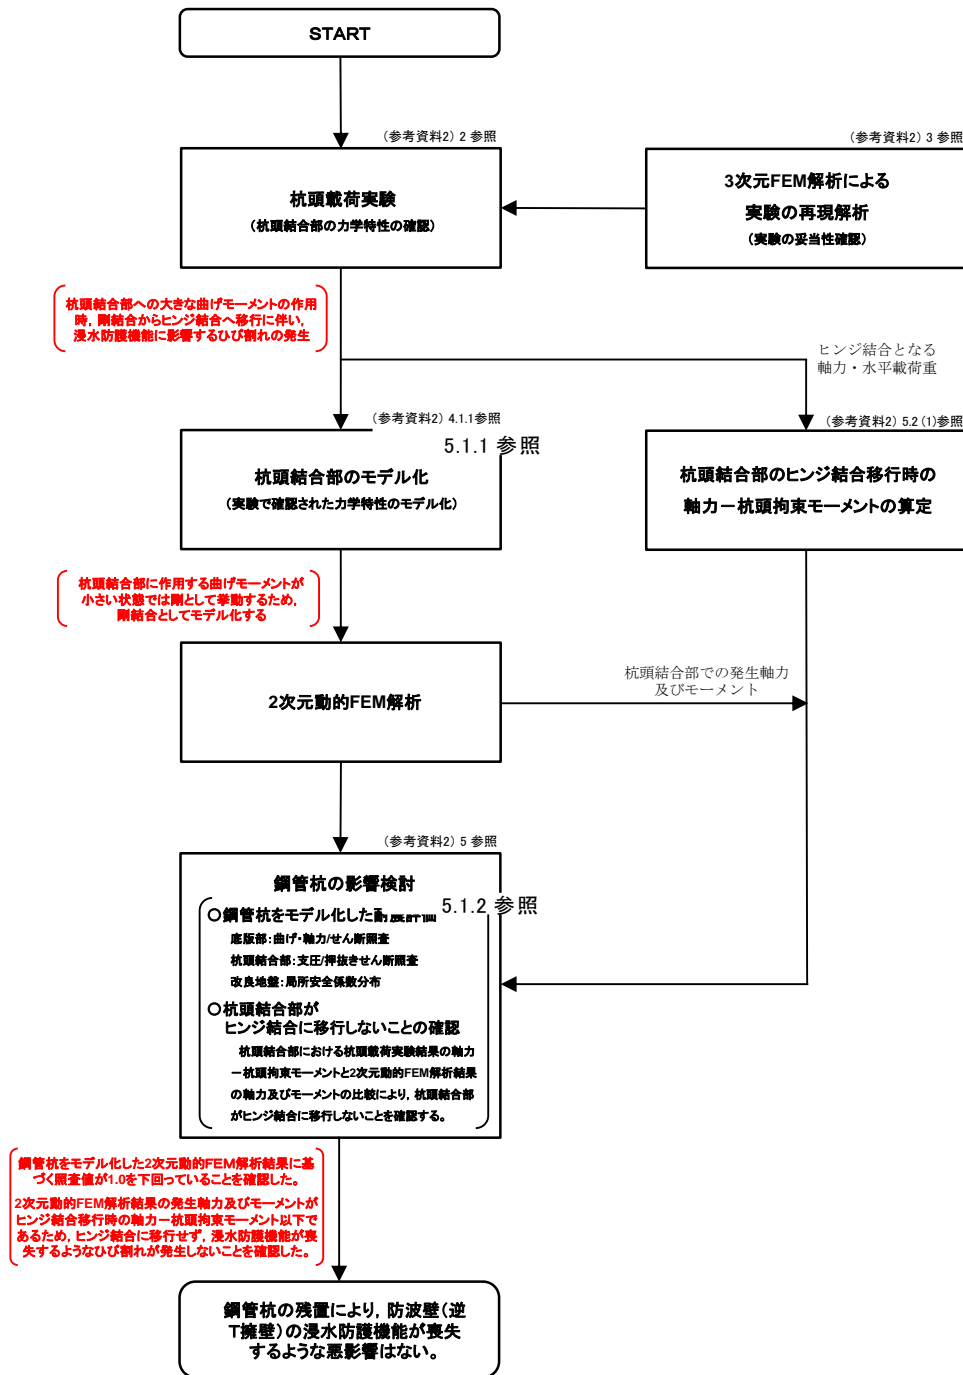 START
(参考資料2) 2 参照
杭頭載荷実験
(杭頭結合部の力学特性の確認)
(参考資料2) 3 参照
3次元FEM解析による
実験の再現解析
(実験の妥当性確認)
杭頭結合部への大きな曲げモーメントの作用
時, 剛結合からヒンジ結合へ移行に伴い,
浸水防護機能に影響するひび割れの発生
ヒンジ結合となる
軸力・水平載荷重
(参考資料2) 4.1.1参照
5.1.1 参照
杭頭結合部のモデル化
(実験で確認された力学特性のモデル化)
(参考資料2) 5.2 (1)参照
杭頭結合部のヒンジ結合移行時の
軸力－杭頭拘束モーメントの算定
杭頭結合部に作用する曲げモーメントが
小さい状態では剛として挙動するため,
剛結合としてモデル化する
2次元動的FEM解析
杭頭結合部での発生軸力
及びモーメント
(参考資料2) 5 参照
鋼管杭の影響検討
5.1.2 参照
○鋼管杭をモデル化した耐震評価
底版部：曲げ・軸力/せん断照査
杭頭結合部：支圧/押抜きせん断照査
改良地盤：局所安全係数分布
○杭頭結合部が
ヒンジ結合に移行しないことの確認
杭頭結合部における杭頭載荷実験結果の軸力
－杭頭拘束モーメントと2次元動的FEM解析結果
の軸力及びモーメントの比較により, 杭頭結合部
がヒンジ結合に移行しないことを確認する。
鋼管杭をモデル化した2次元動的FEM解析結果に基
づく照査値が1.0を下回っていることを確認した。
2次元動的FEM解析結果の発生軸力及びモーメントが
ヒンジ結合移行時の軸力－杭頭拘束モーメント以下で
あるため, ヒンジ結合に移行せず, 浸水防護機能が喪
失するようなひび割れが発生しないことを確認した。
鋼管杭の残置により, 防波壁(逆
T擁壁)の浸水防護機能が喪失
するような悪影響はない。